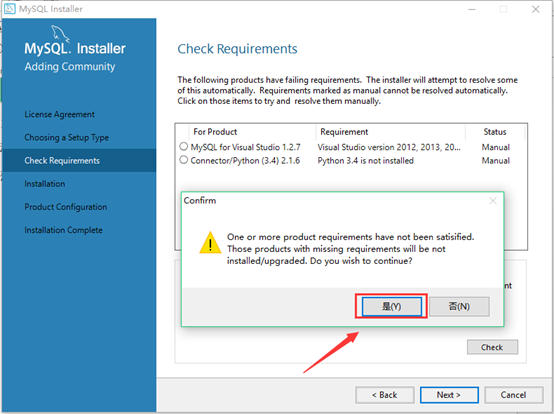 MySQL Installer
MySQL. Installer
Adding Community
License Agreement
Choosing a Setup Type
Check Requirements
Installation
Product Configuration
Installation Complete
Check Requirements
The following products have failing requirements. The installer will attempt to resolve some
of this automatically. Requirements marked as manual cannot be resolved automatically.
Click on those items to try and resolve them manually.
For Product Requirement Status
MySQL for Visual Studio 1.2.7 Visual Studio version 2012, 2013, 20... Manual
Connector/Python (3.4) 2.1.6 Python 3.4 is not installed Manual
Confirm
One or more product requirements have not been satisified.
Those products with missing requirements will be not
installed/upgraded. Do you wish to continue?
是(Y) 否(N)
Check
< Back Next > Cancel